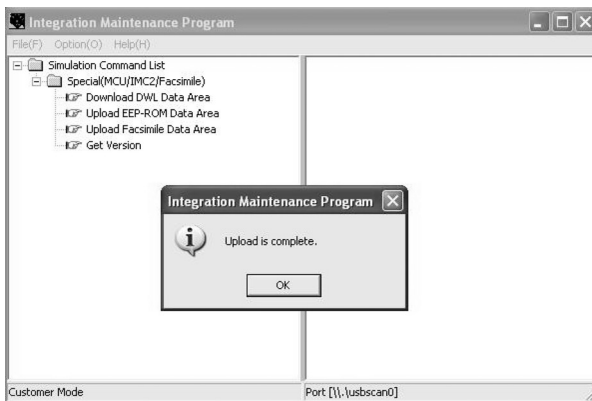 Integration Maintenance Program
File(F) Option(O) Help(H)
Simulation Command List
Special(MCU/IMC2/Facsimile)
Download DWL Data Area
Upload EEP-ROM Data Area
Upload Facsimile Data Area
Get Version
Integration Maintenance Program
Upload is complete.
OK
Customer Mode Port [\\.\usbscan0]